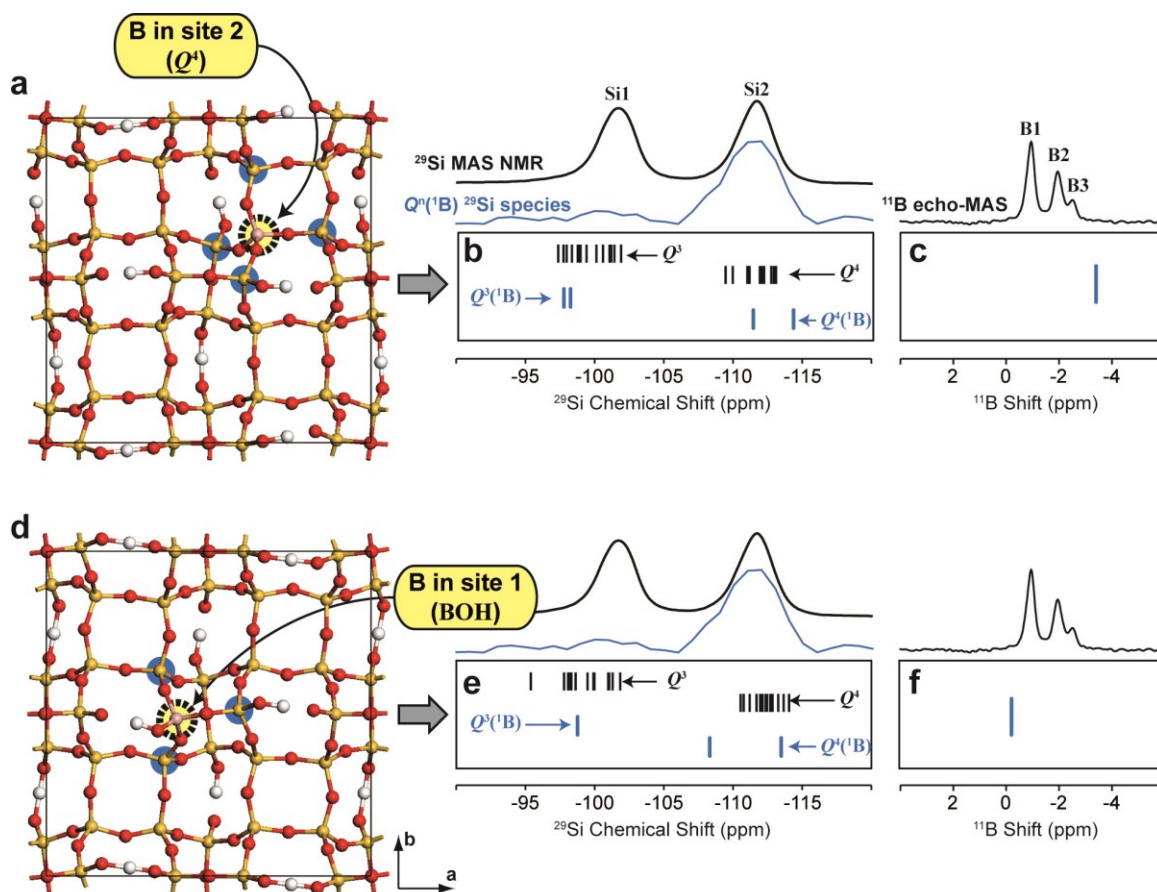 B in site 2
(Q⁴)
a
Si1
Si2
²⁹Si MAS NMR
Qⁿ(¹B) ²⁹Si species
B1
B2
B3
¹¹B echo-MAS
b
Q³
Q⁴
Q³(¹B)
Q⁴(¹B)
c
-95
-100
-105
-110
-115
²⁹Si Chemical Shift (ppm)
2
0
-2
-4
¹¹B Shift (ppm)
d
B in site 1
(BOH)
e
Q³
Q⁴
Q³(¹B)
Q⁴(¹B)
f
-95
-100
-105
-110
-115
²⁹Si Chemical Shift (ppm)
2
0
-2
-4
¹¹B Shift (ppm)
b
a